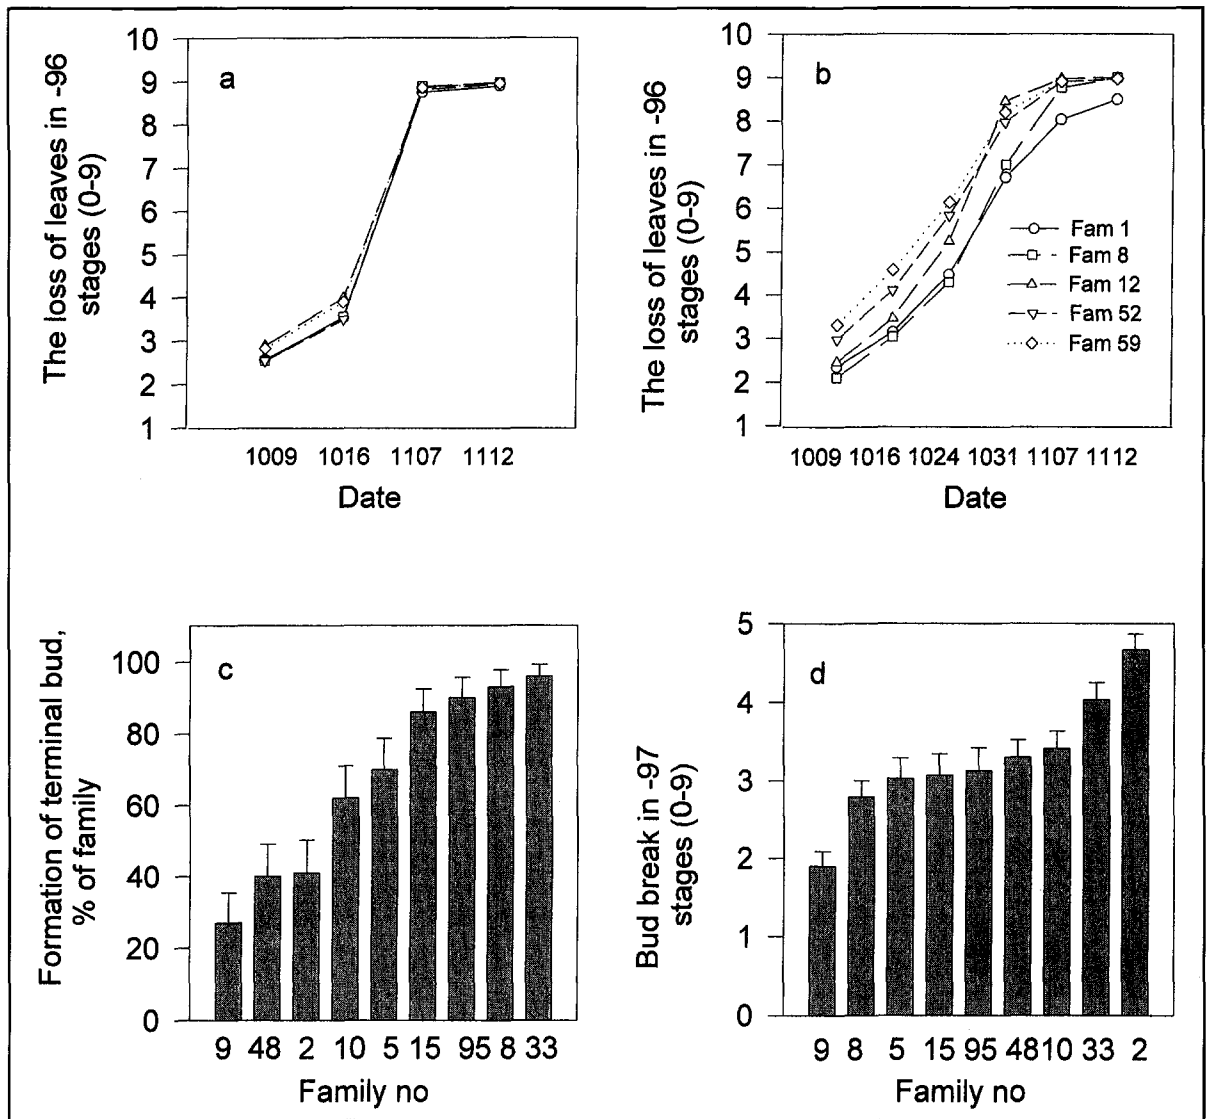 a
The loss of leaves in -96
stages (0-9)
10
9
8
7
6
5
4
3
2
1
1009 1016 1107 1112
Date
b
The loss of leaves in -96
stages (0-9)
10
9
8
7
6
5
4
3
2
1
Fam 1
Fam 8
Fam 12
Fam 52
Fam 59
1009 1016 1024 1031 1107 1112
Date
c
Formation of terminal bud,
% of family
100
80
60
40
20
0
9 48 2 10 5 15 95 8 33
Family no
d
Bud break in -97
stages (0-9)
5
4
3
2
1
0
9 8 5 15 95 48 10 33 2
Family no